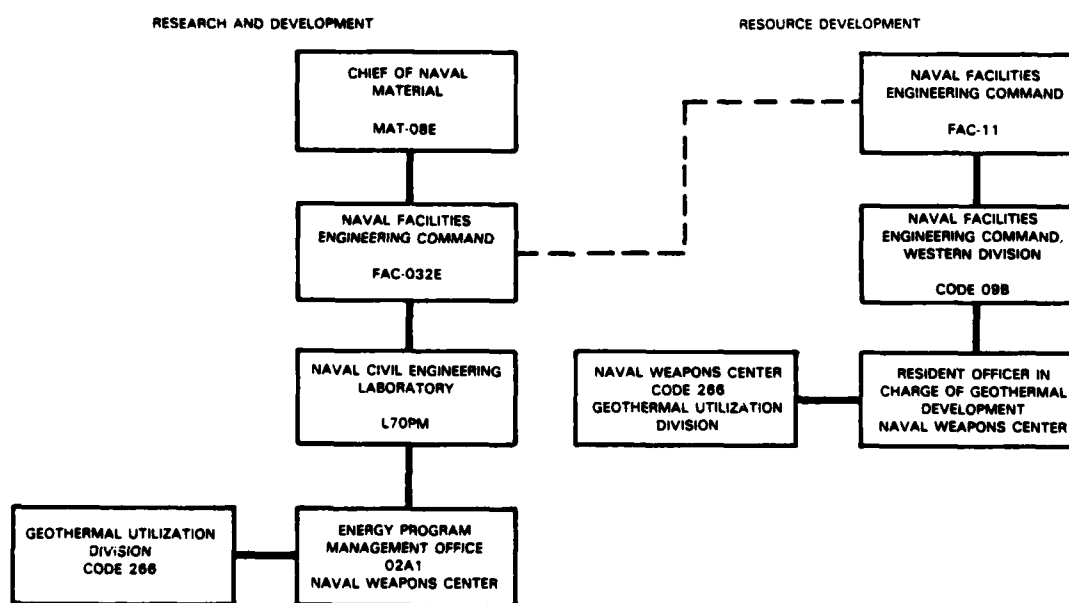 RESEARCH AND DEVELOPMENT
CHIEF OF NAVAL
MATERIAL
MAT-08E
NAVAL FACILITIES
ENGINEERING COMMAND
FAC-032E
NAVAL CIVIL ENGINEERING
LABORATORY
L70PM
ENERGY PROGRAM
MANAGEMENT OFFICE
02A1
NAVAL WEAPONS CENTER
GEOTHERMAL UTILIZATION
DIVISION
CODE 266
RESOURCE DEVELOPMENT
NAVAL FACILITIES
ENGINEERING COMMAND
FAC-11
NAVAL FACILITIES
ENGINEERING COMMAND,
WESTERN DIVISION
CODE 09B
RESIDENT OFFICER IN
CHARGE OF GEOTHERMAL
DEVELOPMENT
NAVAL WEAPONS CENTER
NAVAL WEAPONS CENTER
CODE 266
GEOTHERMAL UTILIZATION
DIVISION